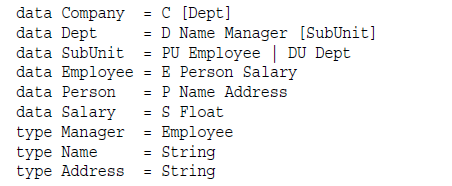 data Company  = C [Dept]
data Dept     = D Name Manager [SubUnit]
data SubUnit  = PU Employee | DU Dept
data Employee = E Person Salary
data Person   = P Name Address
data Salary   = S Float
type Manager  = Employee
type Name     = String
type Address  = String